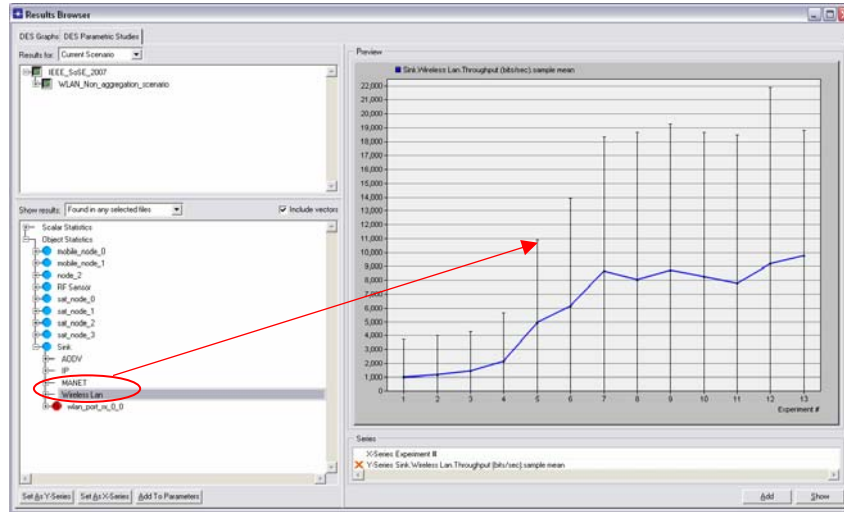 Results Browser
DES Graphs DES Parametric Studies
Results for: Current Scenario
IEEE_SoSE_2007
WLAN_Non_aggregation_scenario
Show results: Found in any selected files
Include vectors
Scalar Statistics
Object Statistics
mobile_node_0
mobile_node_1
node_2
RF Sensor
sat_node_0
sat_node_1
sat_node_2
sat_node_3
Sink
AODV
IP
MANET
Wireless Lan
wlan_port_rx_0_0
Set As Y-Series Set As X-Series Add To Parameters
Preview
Sink.Wireless Lan.Throughput (bits/sec).sample mean
22,000
21,000
20,000
19,000
18,000
17,000
16,000
15,000
14,000
13,000
12,000
11,000
10,000
9,000
8,000
7,000
6,000
5,000
4,000
3,000
2,000
1,000
0
1 2 3 4 5 6 7 8 9 10 11 12 13
Experiment #
Series
X-Series Experiment #
Y-Series Sink.Wireless Lan.Throughput (bits/sec).sample mean
Add Show